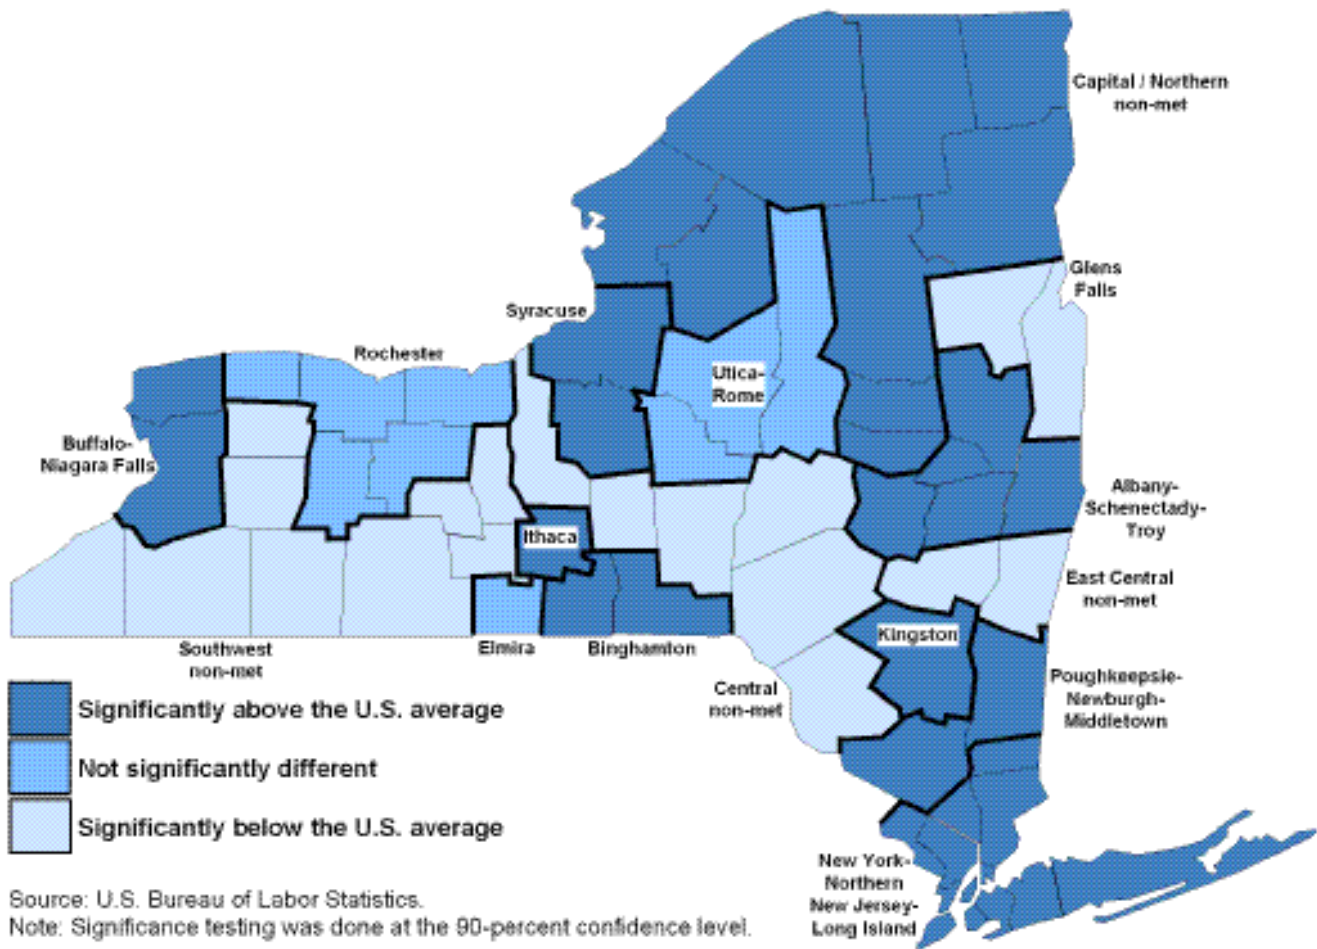 Capital / Northern
non-met
Glens
Falls
Syracuse
Rochester
Utica-
Rome
Buffalo-
Niagara Falls
Albany-
Schenectady-
Troy
Ithaca
East Central
non-met
Kingston
Southwest
non-met
Elmira
Binghamton
Central
non-met
Poughkeepsie-
Newburgh-
Middletown
Significantly above the U.S. average
Not significantly different
Significantly below the U.S. average
New York-
Northern
New Jersey-
Long Island
Source: U.S. Bureau of Labor Statistics.
Note: Significance testing was done at the 90-percent confidence level.